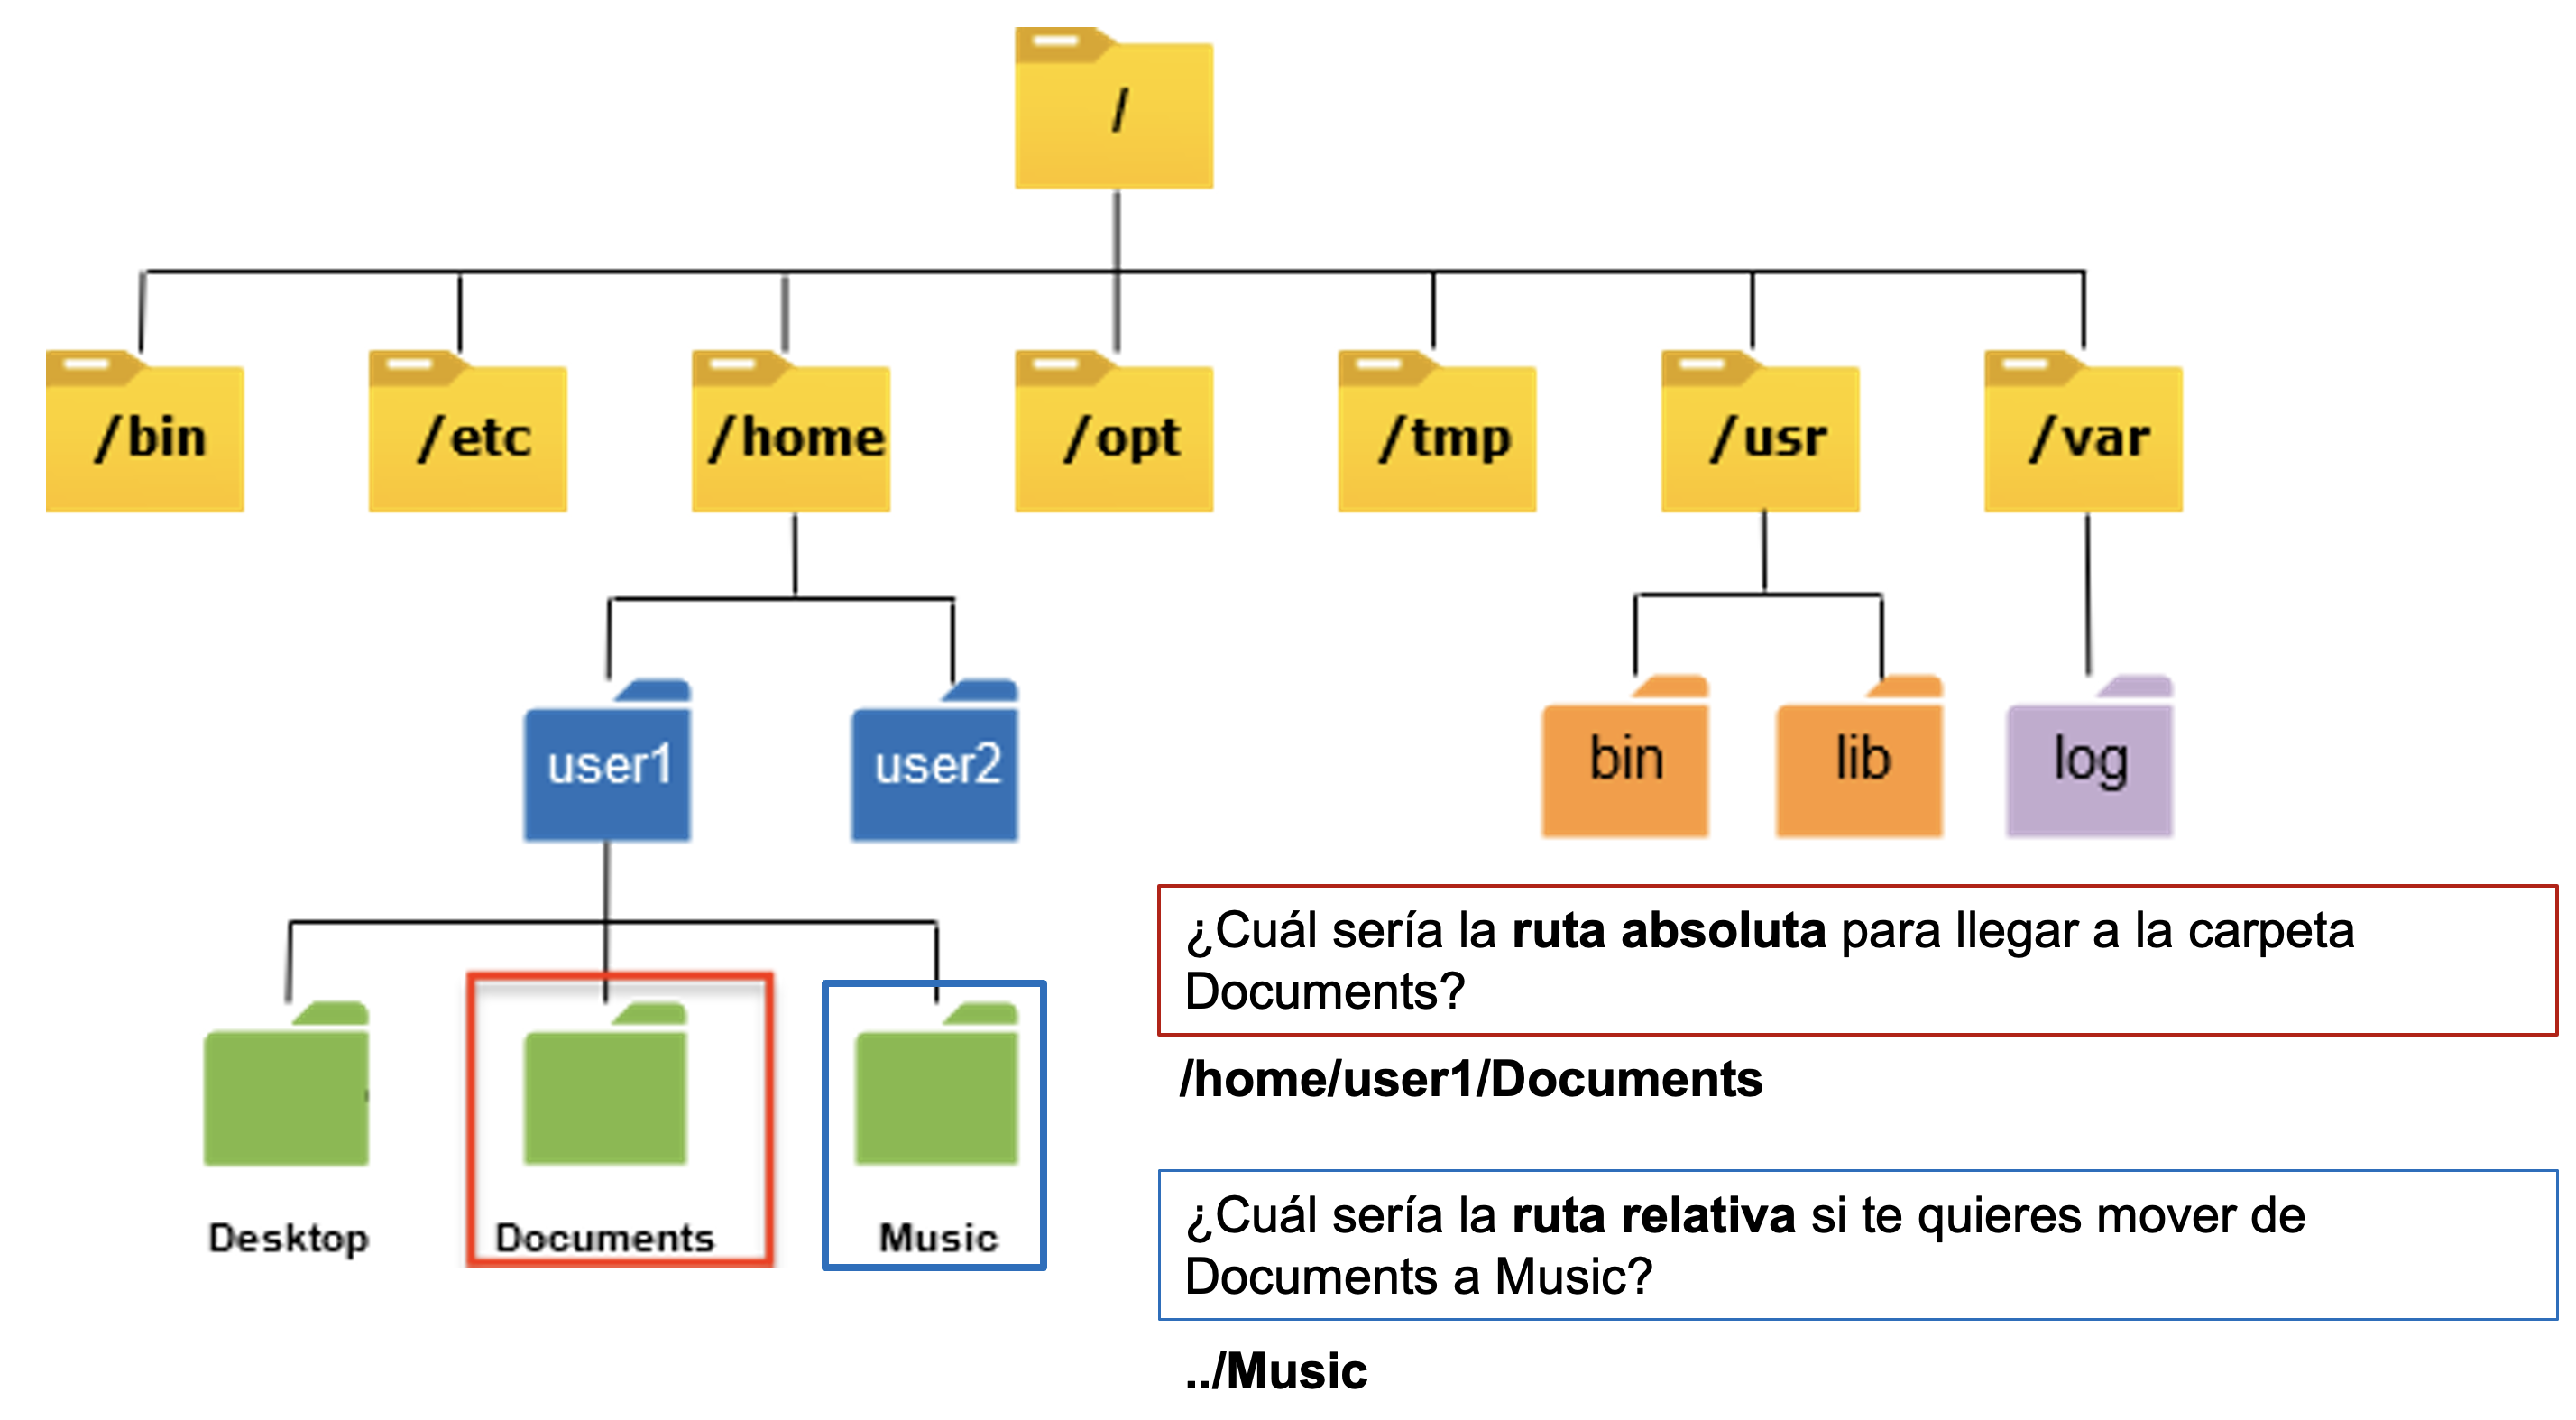 /
/bin /etc /home /opt /tmp /usr /var
user1 user2 bin lib log
Desktop Documents Music
¿Cuál sería la ruta absoluta para llegar a la carpeta
Documents?
/home/user1/Documents
¿Cuál sería la ruta relativa si te quieres mover de
Documents a Music?
../Music